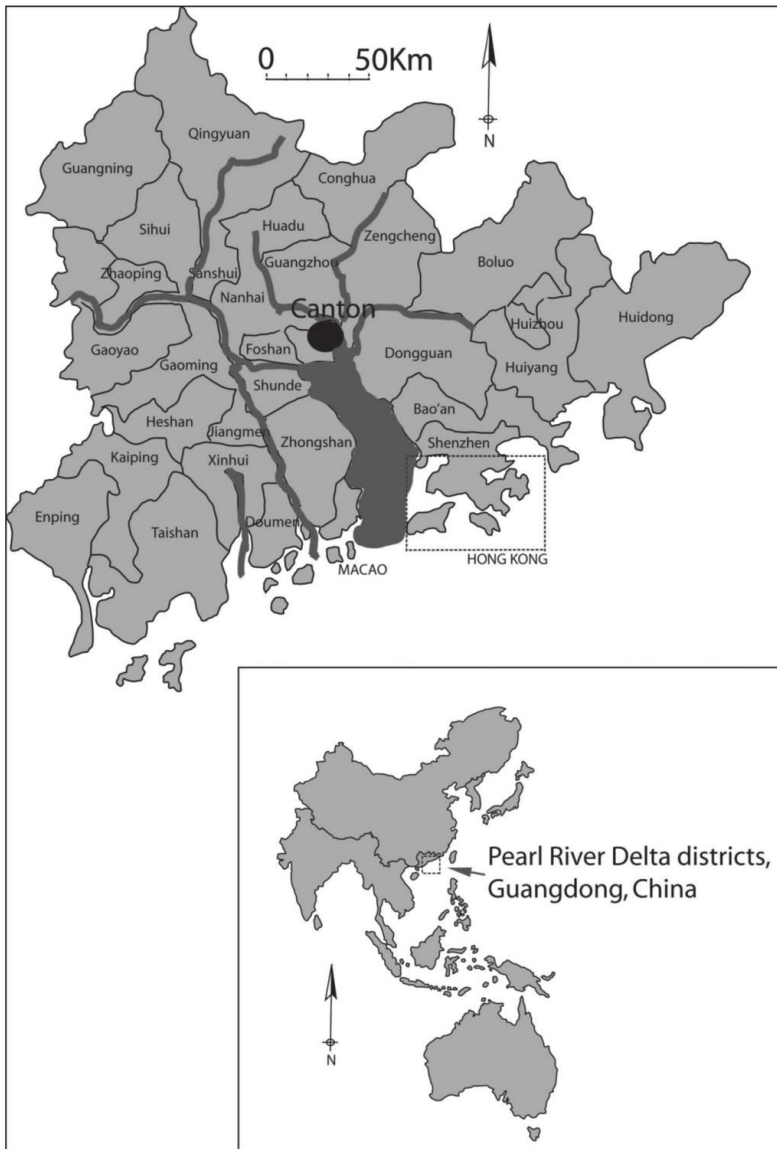 0 50Km
N
Qingyuan
Guangning
Conghua
Sihui
Huadu
Zengcheng
Guangzhou
Boluo
Zhaoping
Sanshui
Nanhai
Canton
Huizhou
Huidong
Gaoyao
Foshan
Dongguan
Gaoming
Huiyang
Shunde
Heshan
Bao'an
Jiangmen
Zhongshan
Shenzhen
Kaiping
Xinhui
Enping
Taishan
Doumen
HONG KONG
MACAO
Pearl River Delta districts,
Guangdong, China
N